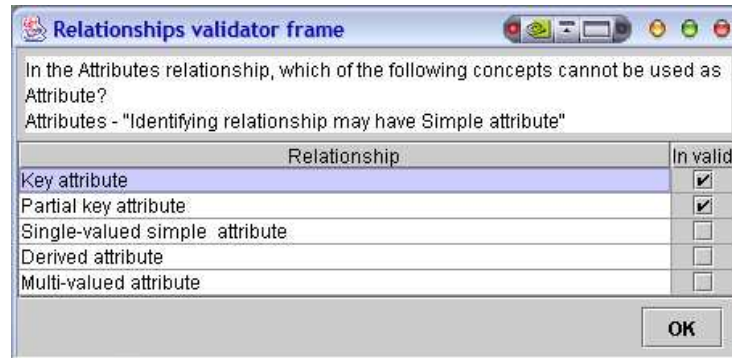 Relationships validator frame
In the Attributes relationship, which of the following concepts cannot be used as
Attribute?
Attributes - "Identifying relationship may have Simple attribute"
Relationship In valid
Key attribute
Partial key attribute
Single-valued simple attribute
Derived attribute
Multi-valued attribute
OK